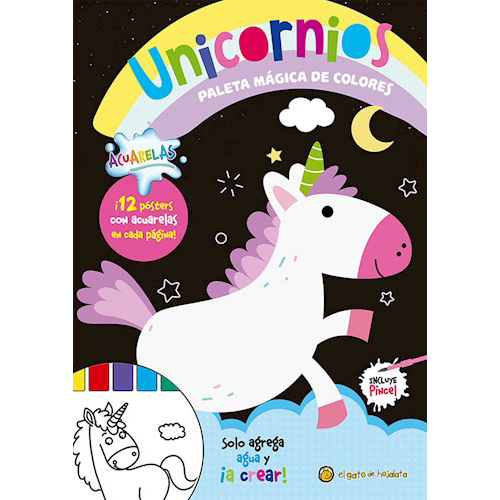 Unicornios
PALETA MÁGICA DE COLORES
ACUARELAS
¡12 pósters
con acuarelas
en cada página!
INCLUYE
Pincel
Solo agrega
agua y
¡a crear!
el gato de hojalata